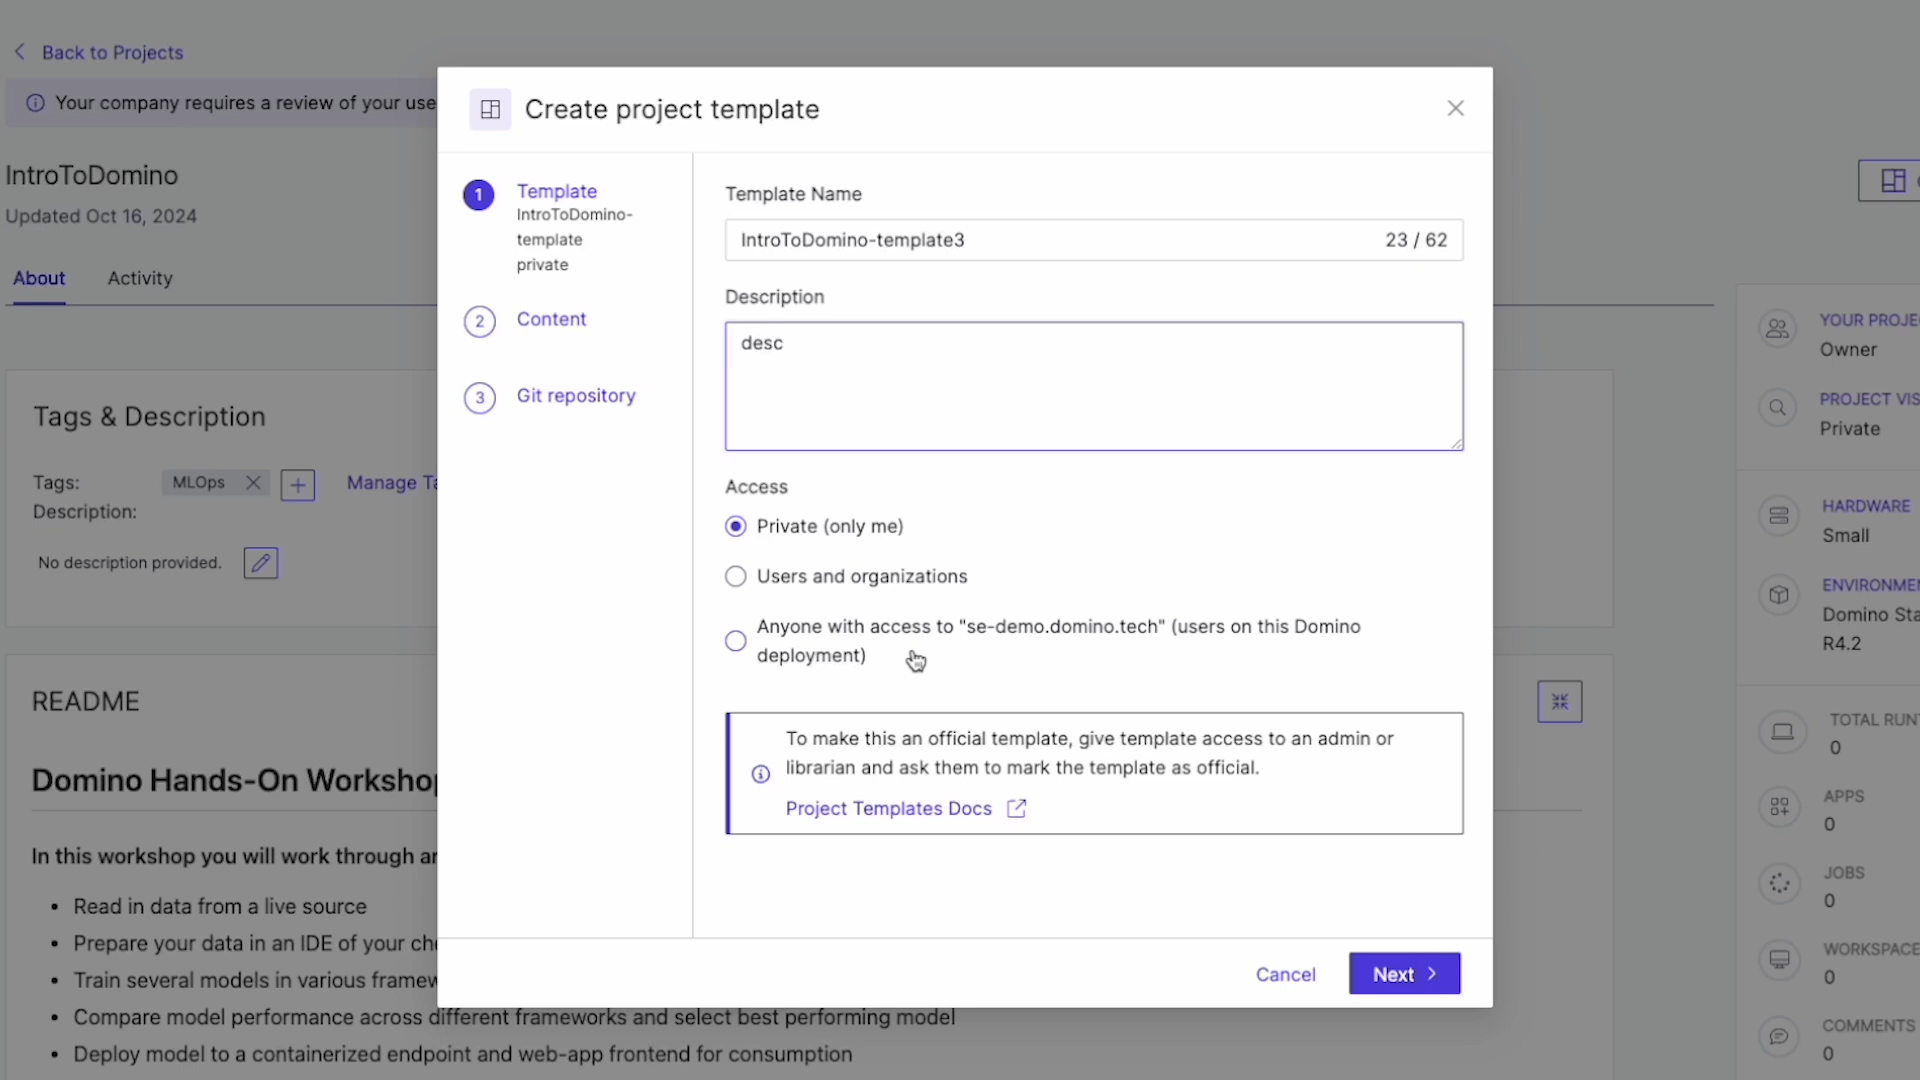 Back to Projects
Your company requires a review of your use
IntroToDomino
Updated Oct 16, 2024
About
Activity
Tags & Description
Tags:
MLOps
Manage Ta
Description:
No description provided.
README
Domino Hands-On Workshop
In this workshop you will work through an
Read in data from a live source
Prepare your data in an IDE of your cho
Train several models in various framew
Compare model performance across different frameworks and select best performing model
Deploy model to a containerized endpoint and web-app frontend for consumption
Create project template
1
Template
IntroToDomino-
template
private
2
Content
3
Git repository
Template Name
IntroToDomino-template3
23 / 62
Description
desc
Access
Private (only me)
Users and organizations
Anyone with access to "se-demo.domino.tech" (users on this Domino
deployment)
To make this an official template, give template access to an admin or
librarian and ask them to mark the template as official.
Project Templates Docs
Cancel
Next
YOUR PROJE
Owner
PROJECT VIS
Private
HARDWARE
Small
ENVIRONMEN
Domino Sta
R4.2
TOTAL RUNT
0
APPS
0
JOBS
0
WORKSPACE
0
COMMENTS
0